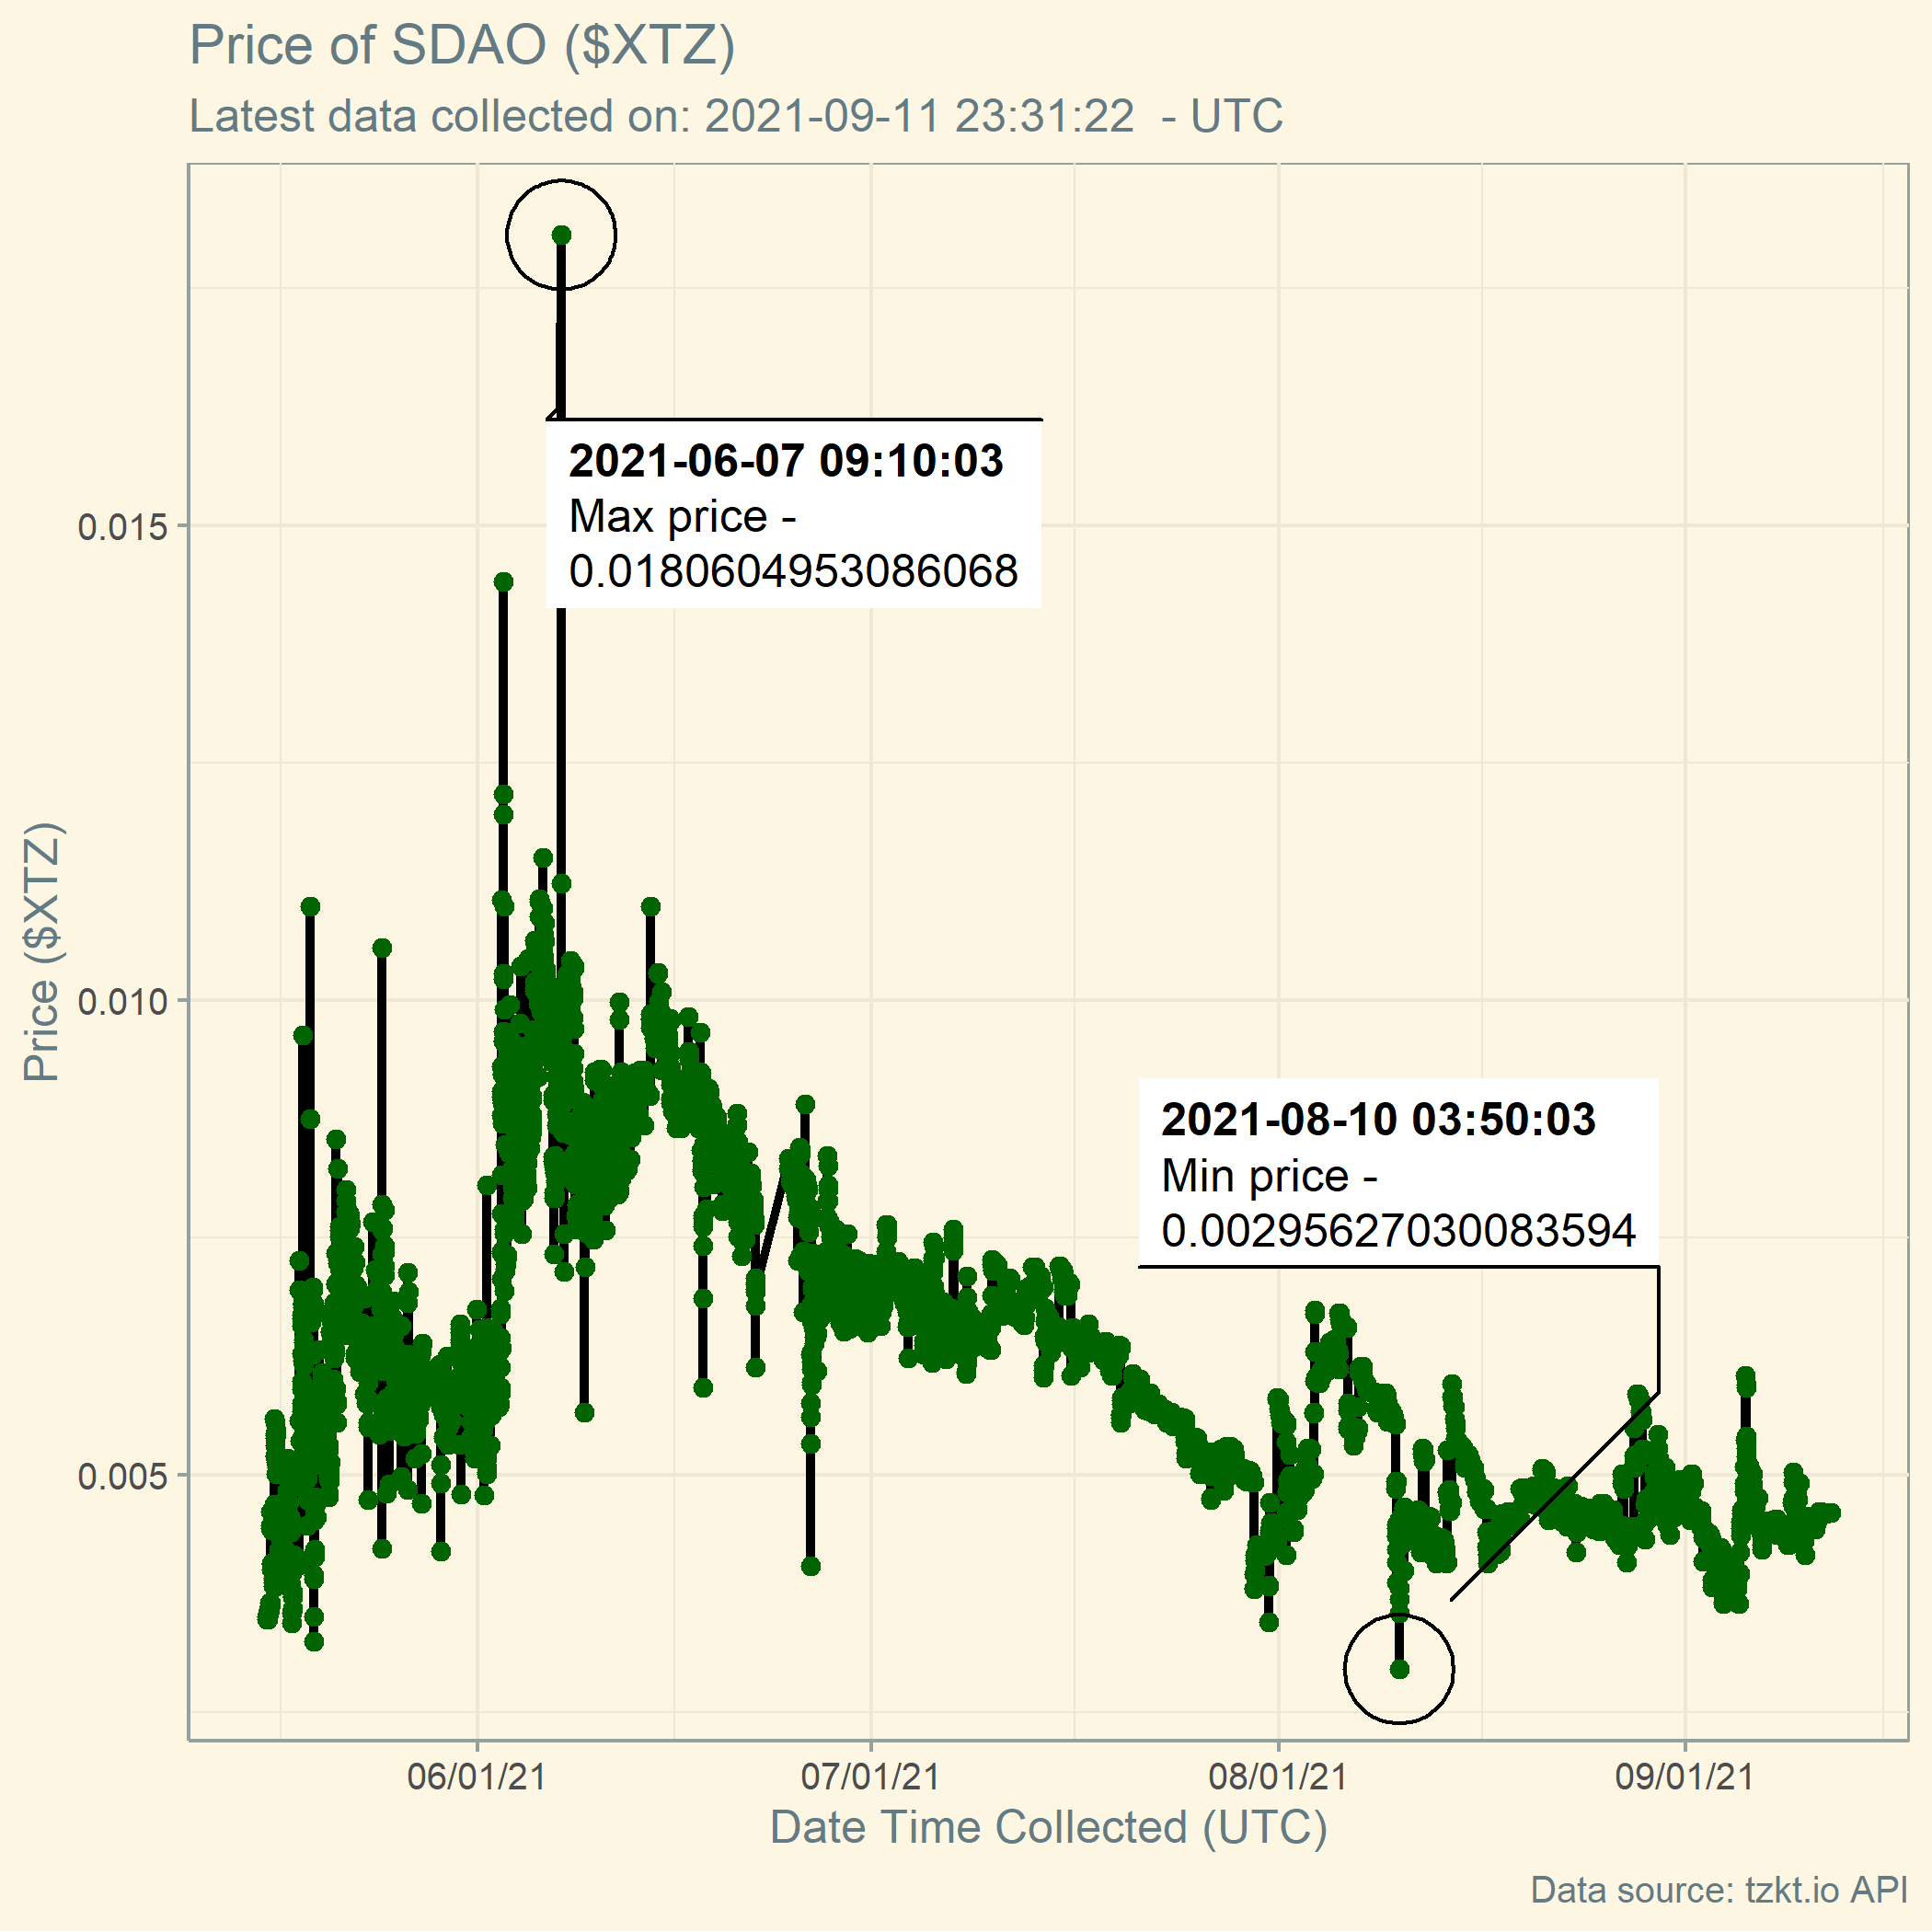 Price of SDAO ($XTZ)
Latest data collected on: 2021-09-11 23:31:22  - UTC
2021-06-07 09:10:03
Max price -
0.0180604953086068
2021-08-10 03:50:03
Min price -
0.00295627030083594
Price ($XTZ)
0.015
0.010
0.005
06/01/21
07/01/21
08/01/21
09/01/21
Date Time Collected (UTC)
Data source: tzkt.io API